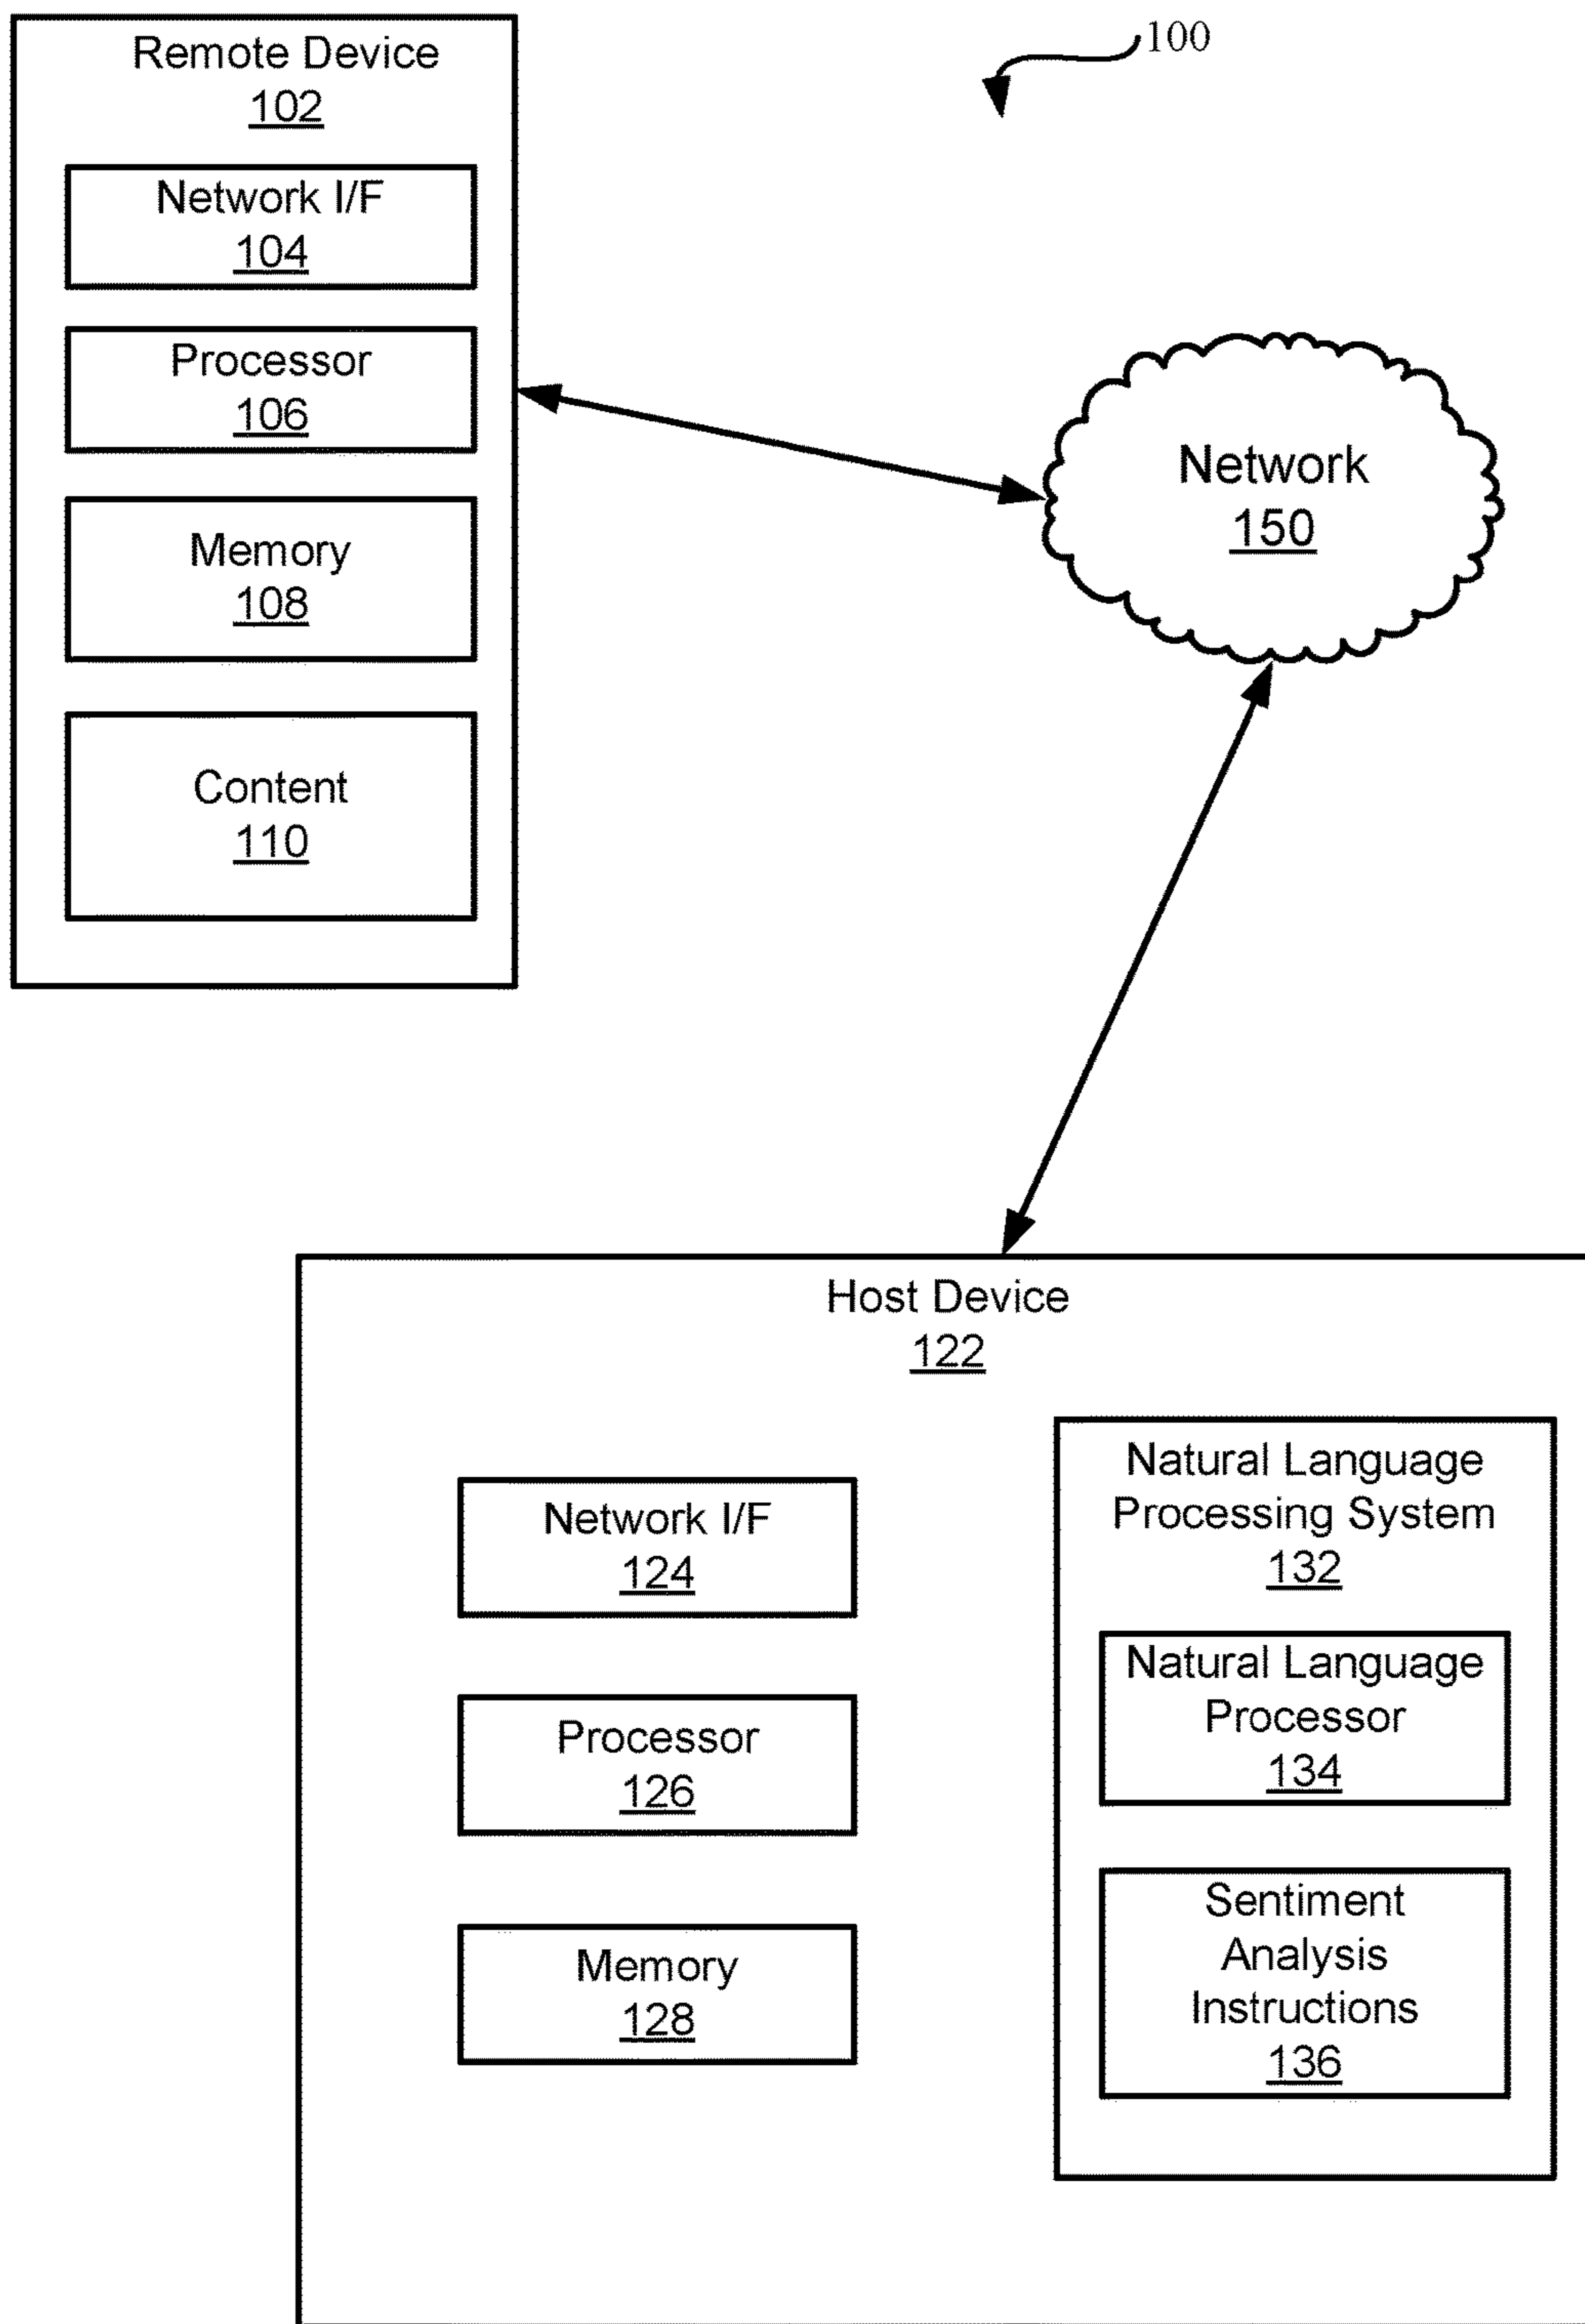 100
Remote Device
102
Network I/F
104
Processor
106
Memory
108
Content
110
Network
150
Host Device
122
Network I/F
124
Processor
126
Memory
128
Natural Language
Processing System
132
Natural Language
Processor
134
Sentiment
Analysis
Instructions
136